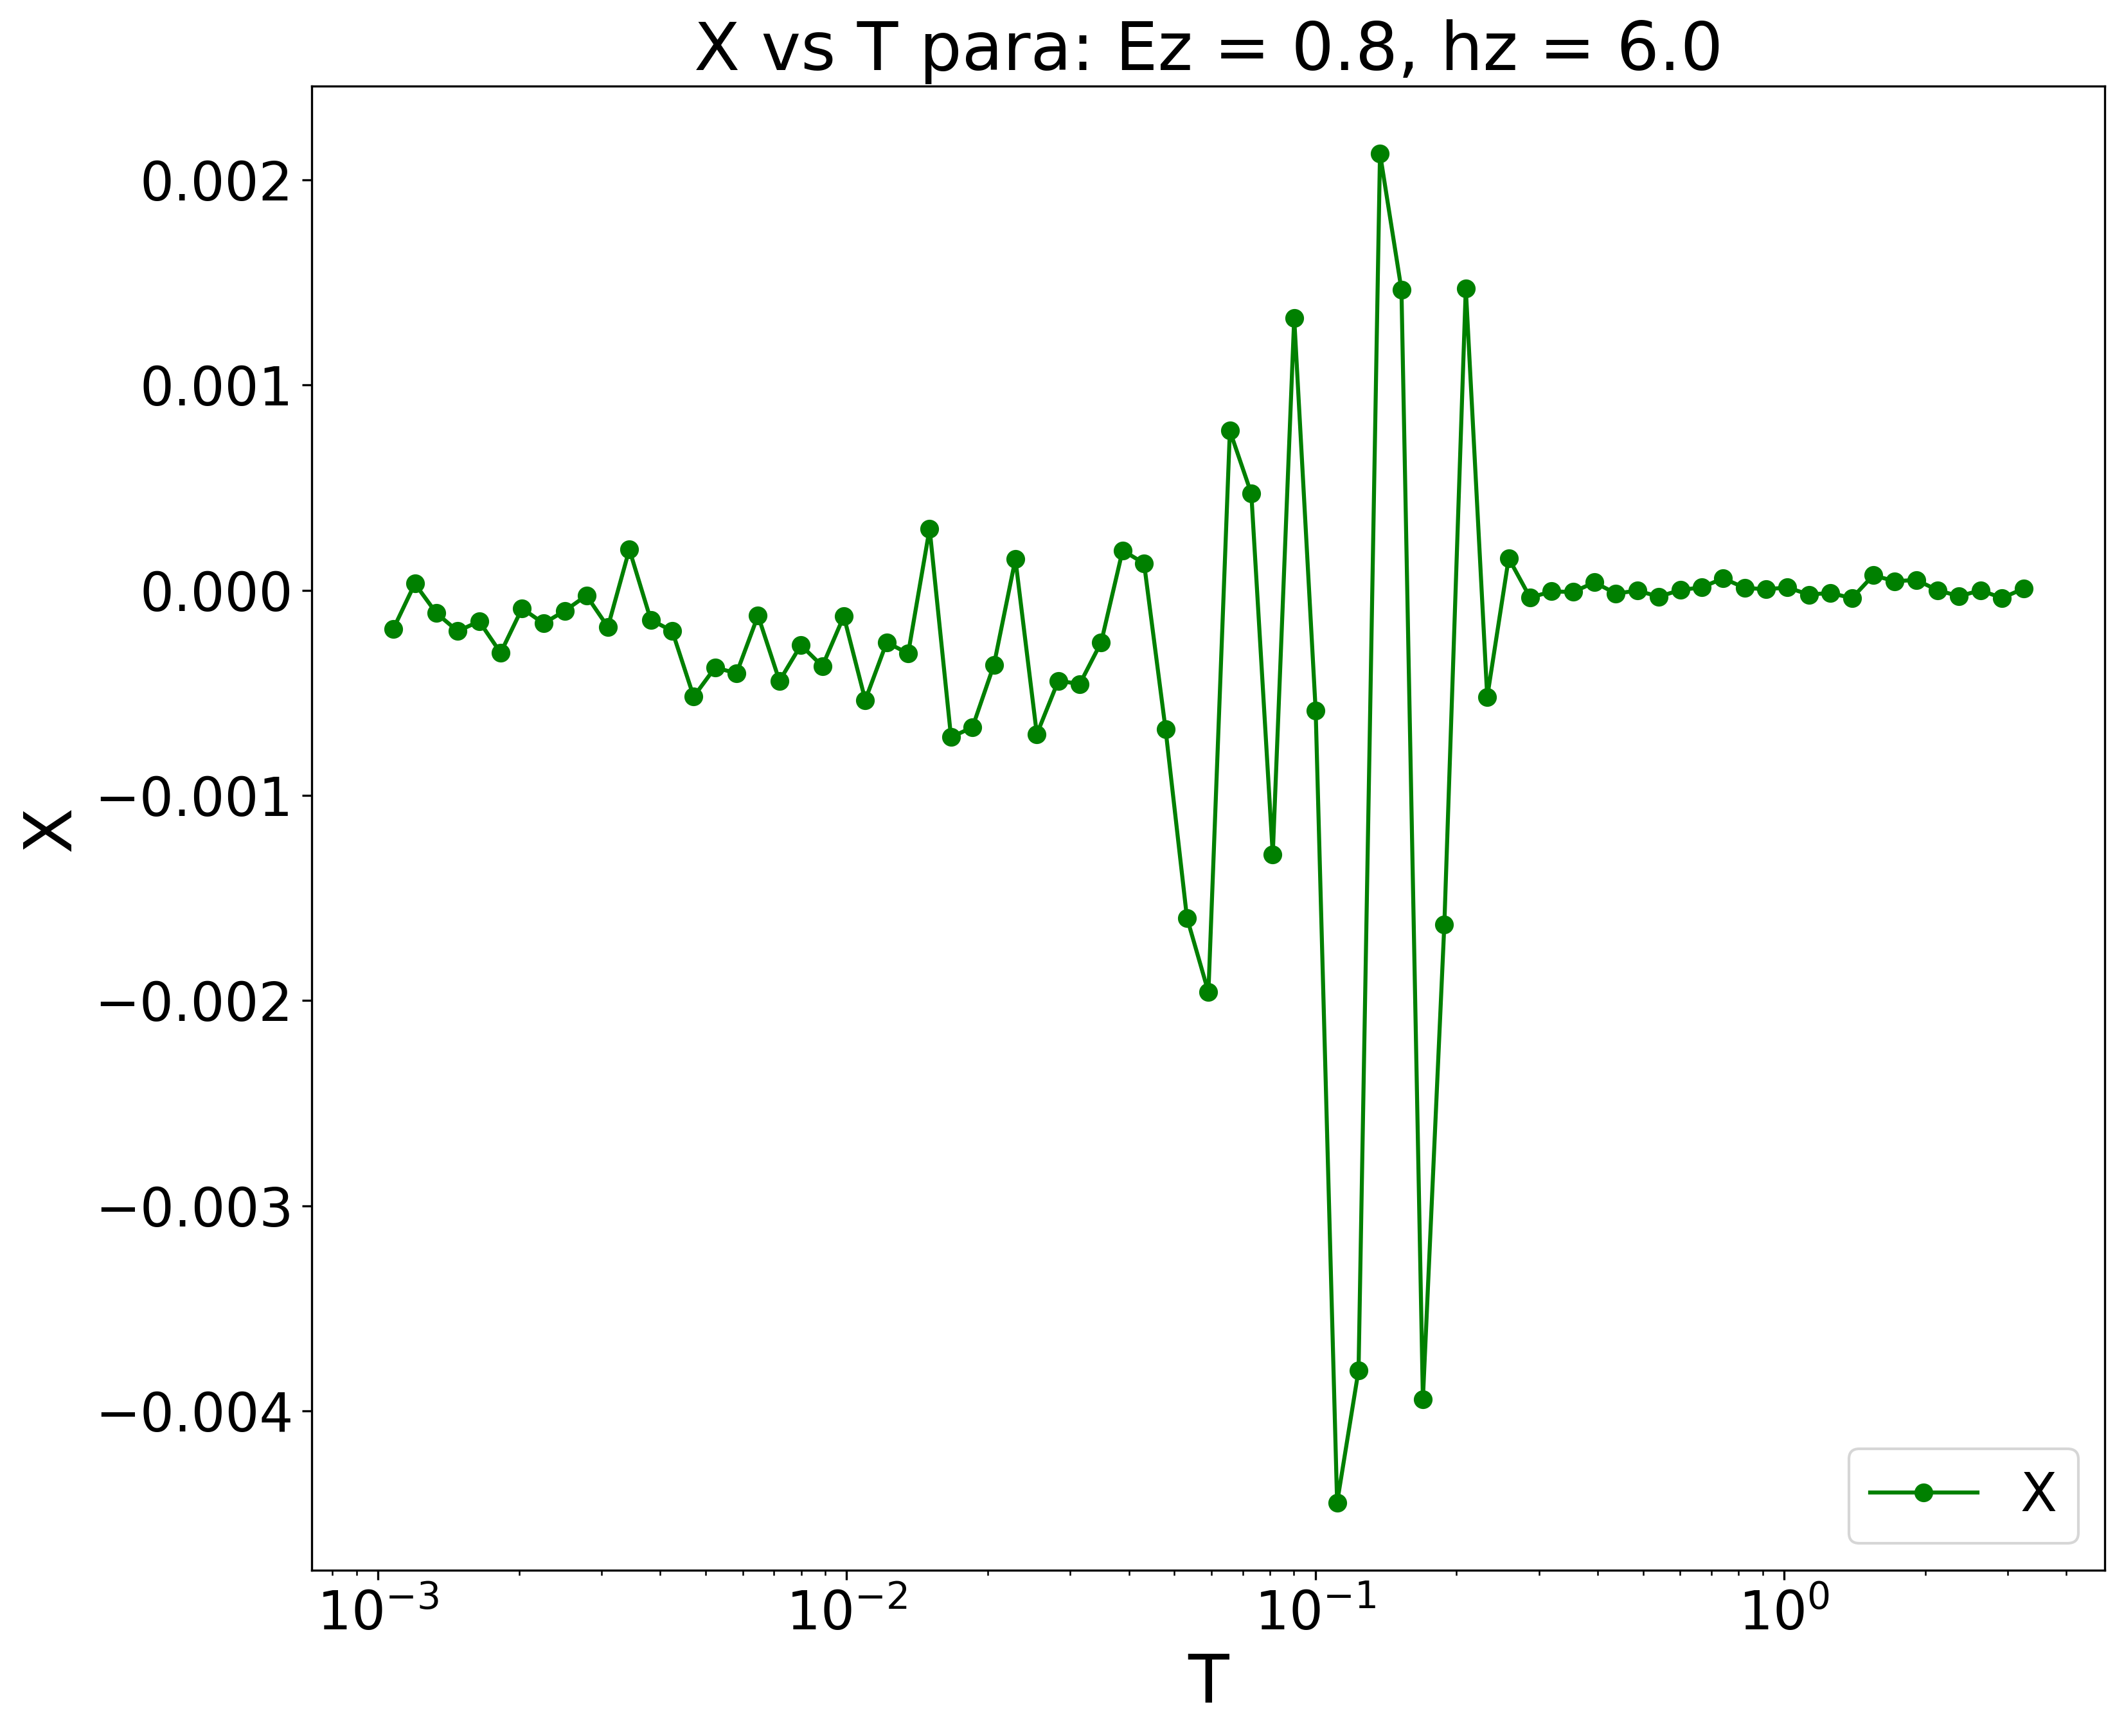 X vs T para: Ez = 0.8, hz = 6.0
0.002
0.001
0.000
−0.001
−0.002
−0.003
−0.004
X
X
10⁻³ 10⁻² 10⁻¹ 10⁰
T